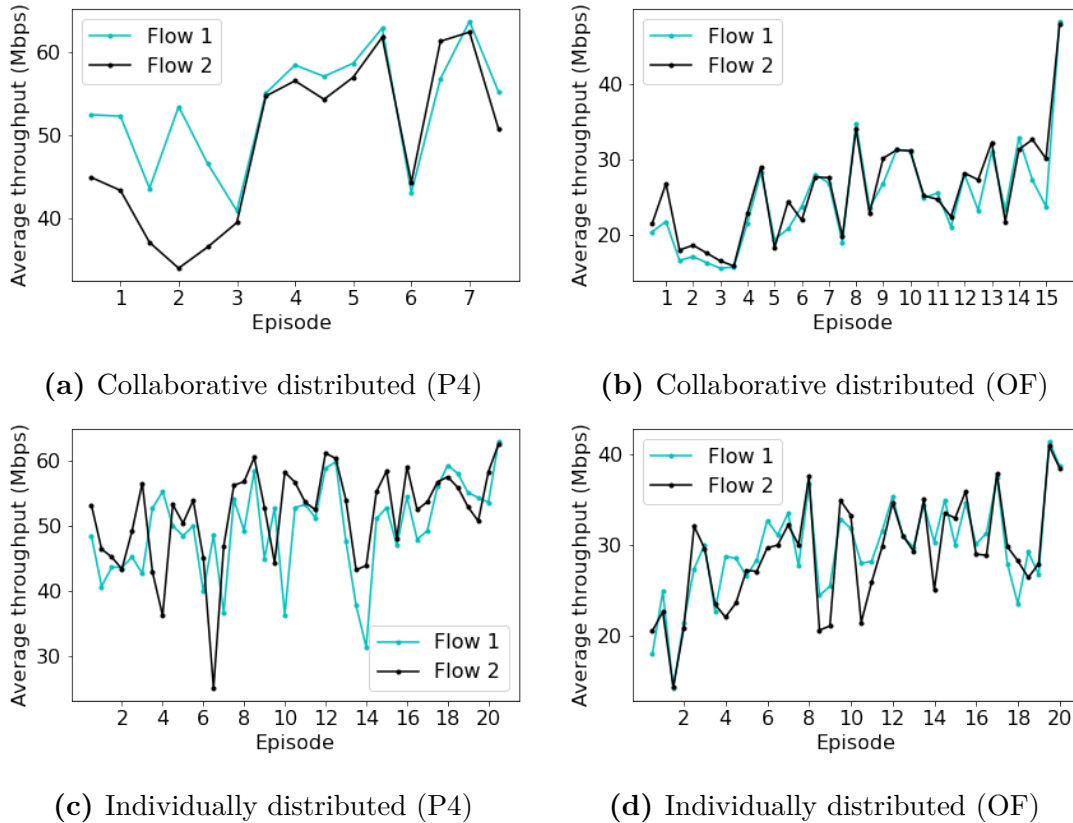 Average throughput (Mbps)
60
50
40
Flow 1
Flow 2
1 2 3 4 5 6 7
Episode
(a) Collaborative distributed (P4)
Average throughput (Mbps)
40
30
20
Flow 1
Flow 2
1 2 3 4 5 6 7 8 9 10 11 12 13 14 15
Episode
(b) Collaborative distributed (OF)
Average throughput (Mbps)
60
50
40
30
Flow 1
Flow 2
2 4 6 8 10 12 14 16 18 20
Episode
(c) Individually distributed (P4)
Average throughput (Mbps)
40
30
20
Flow 1
Flow 2
2 4 6 8 10 12 14 16 18 20
Episode
(d) Individually distributed (OF)